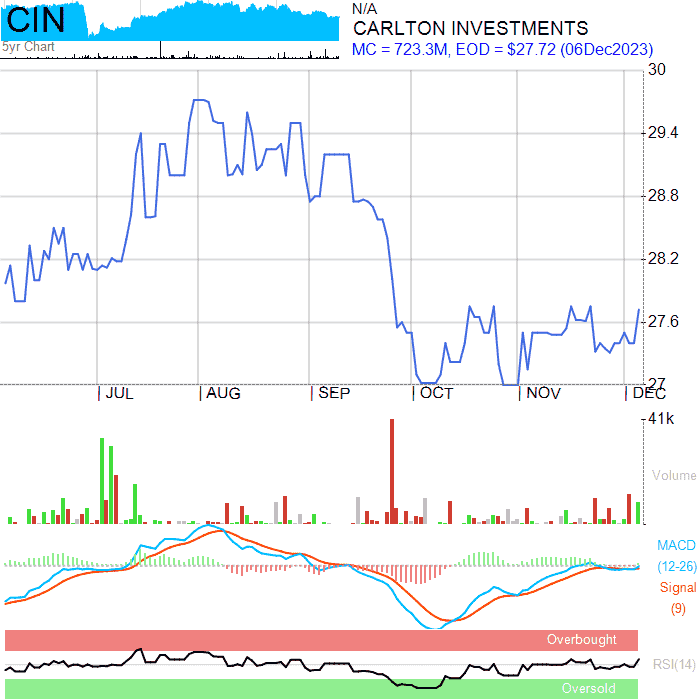 CIN
5yr Chart
N/A
CARLTON INVESTMENTS
MC = 723.3M, EOD = $27.72 (06Dec2023)
30
29.4
28.8
28.2
27.6
27
JUL AUG SEP OCT NOV DEC
41k
Volume
MACD
(12-26)
Signal
(9)
Overbought
RSI(14)
Oversold